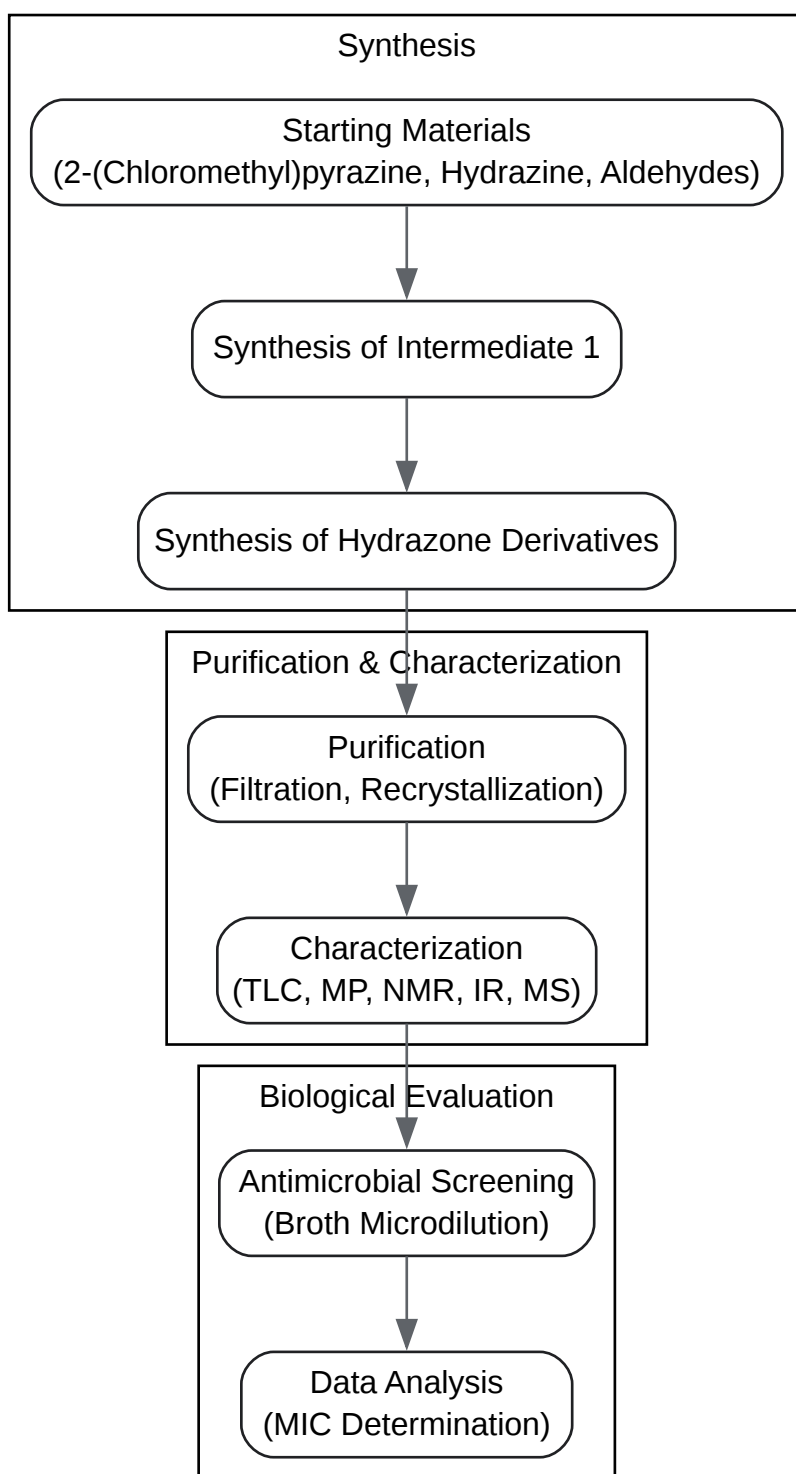 Synthesis
Starting Materials
(2-(Chloromethyl)pyrazine, Hydrazine, Aldehydes)
Synthesis of Intermediate 1
Synthesis of Hydrazone Derivatives
Purification & Characterization
Purification
(Filtration, Recrystallization)
Characterization
(TLC, MP, NMR, IR, MS)
Biological Evaluation
Antimicrobial Screening
(Broth Microdilution)
Data Analysis
(MIC Determination)